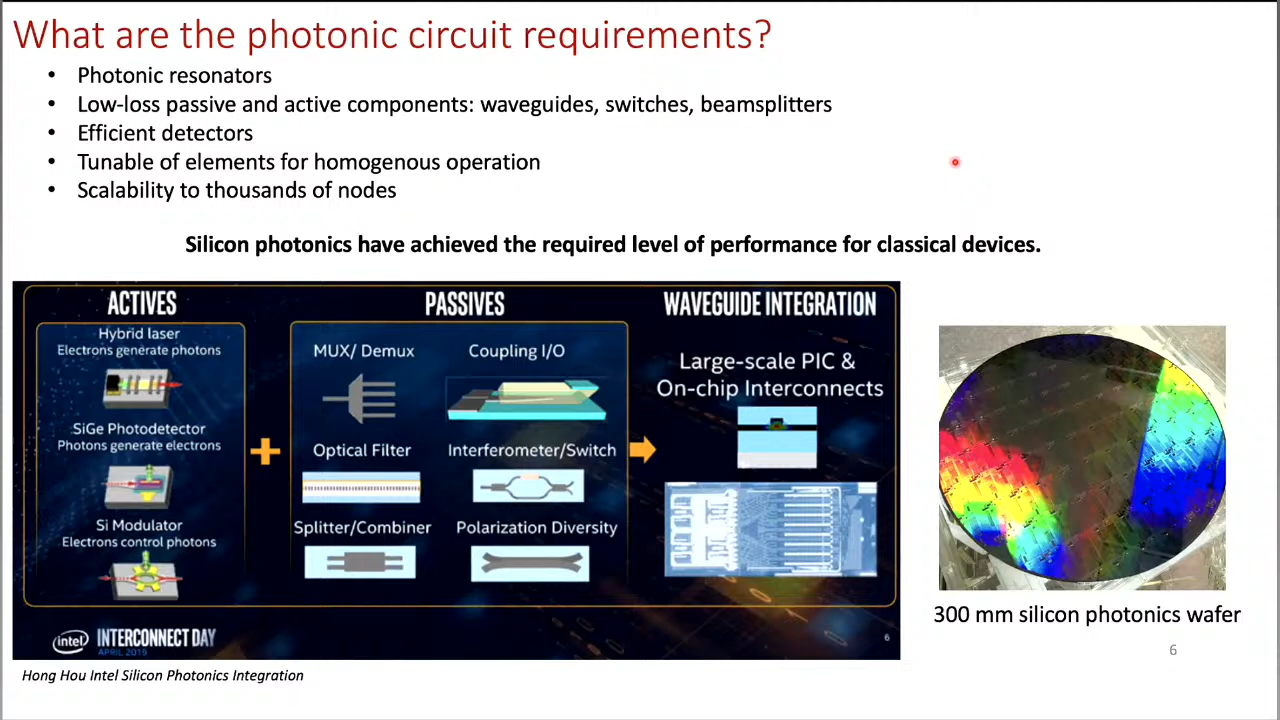 What are the photonic circuit requirements?
• Photonic resonators
• Low-loss passive and active components: waveguides, switches, beamsplitters
• Efficient detectors
• Tunable of elements for homogenous operation
• Scalability to thousands of nodes
Silicon photonics have achieved the required level of performance for classical devices.
ACTIVES
Hybrid laser
Electrons generate photons
SiGe Photodetector
Photons generate electrons
Si Modulator
Electrons control photons
PASSIVES
MUX/ Demux
Coupling I/O
Optical Filter
Interferometer/Switch
Splitter/Combiner
Polarization Diversity
WAVEGUIDE INTEGRATION
Large-scale PIC &
On-chip Interconnects
intel
INTERCONNECT DAY
APRIL 2019
6
300 mm silicon photonics wafer
6
Hong Hou Intel Silicon Photonics Integration